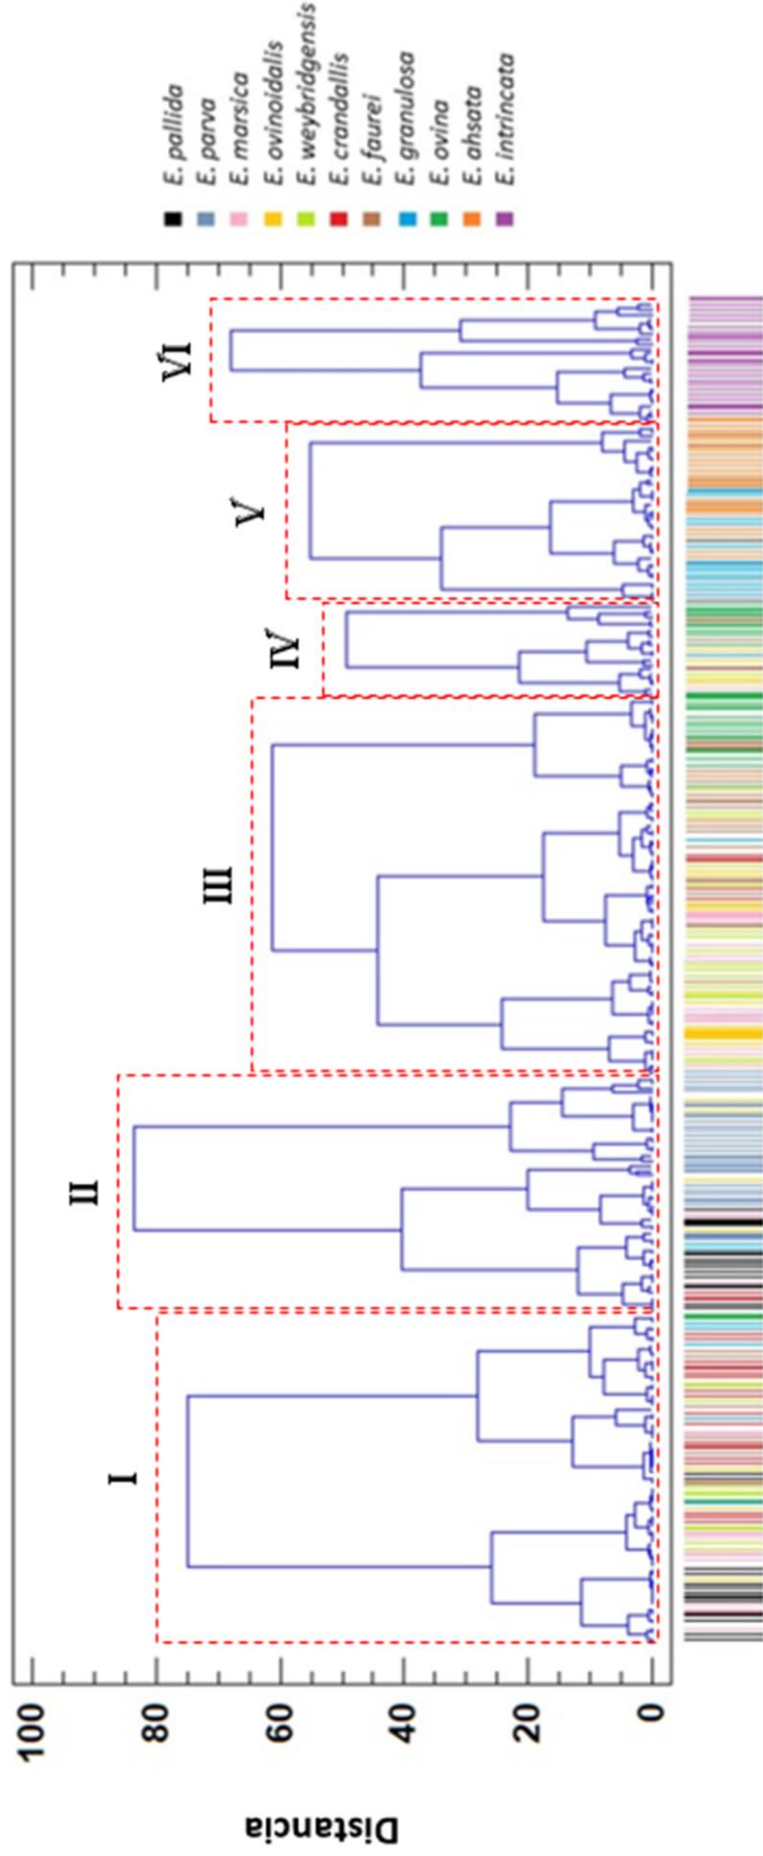 E. pallida
E. parva
E. marsica
E. ovinoidalis
E. weybridgensis
E. crandallis
E. faurei
E. granulosa
E. ovina
E. ahsata
E. intrincata
I
II
III
IV
V
VI
100
80
60
40
20
0
Distancia